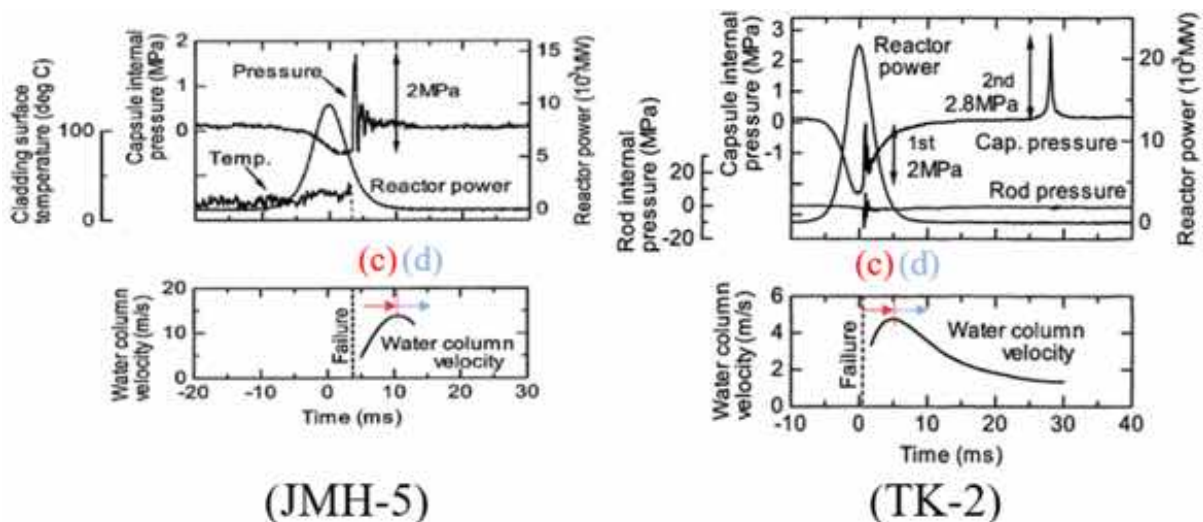 Cladding surface
temperature (deg C)
100
0
Capsule internal
pressure (MPa)
2
1
0
Pressure
2MPa
Temp.
Reactor power
15
10
5
0
Reactor power (10³MW)
(c) (d)
Water column
velocity (m/s)
20
15
10
5
0
Failure
Water column
velocity
-20 -10 0 10 20 30
Time (ms)
(JMH-5)
Rod internal
pressure (MPa)
20
0
-20
Capsule internal
pressure (MPa)
3
2
1
0
-1
Reactor
power
2nd
2.8MPa
1st
2MPa
Cap. pressure
Rod pressure
20
10
0
Reactor power (10³MW)
(c) (d)
Water column
velocity (m/s)
6
4
2
0
Failure
Water column
velocity
-10 0 10 20 30 40
Time (ms)
(TK-2)